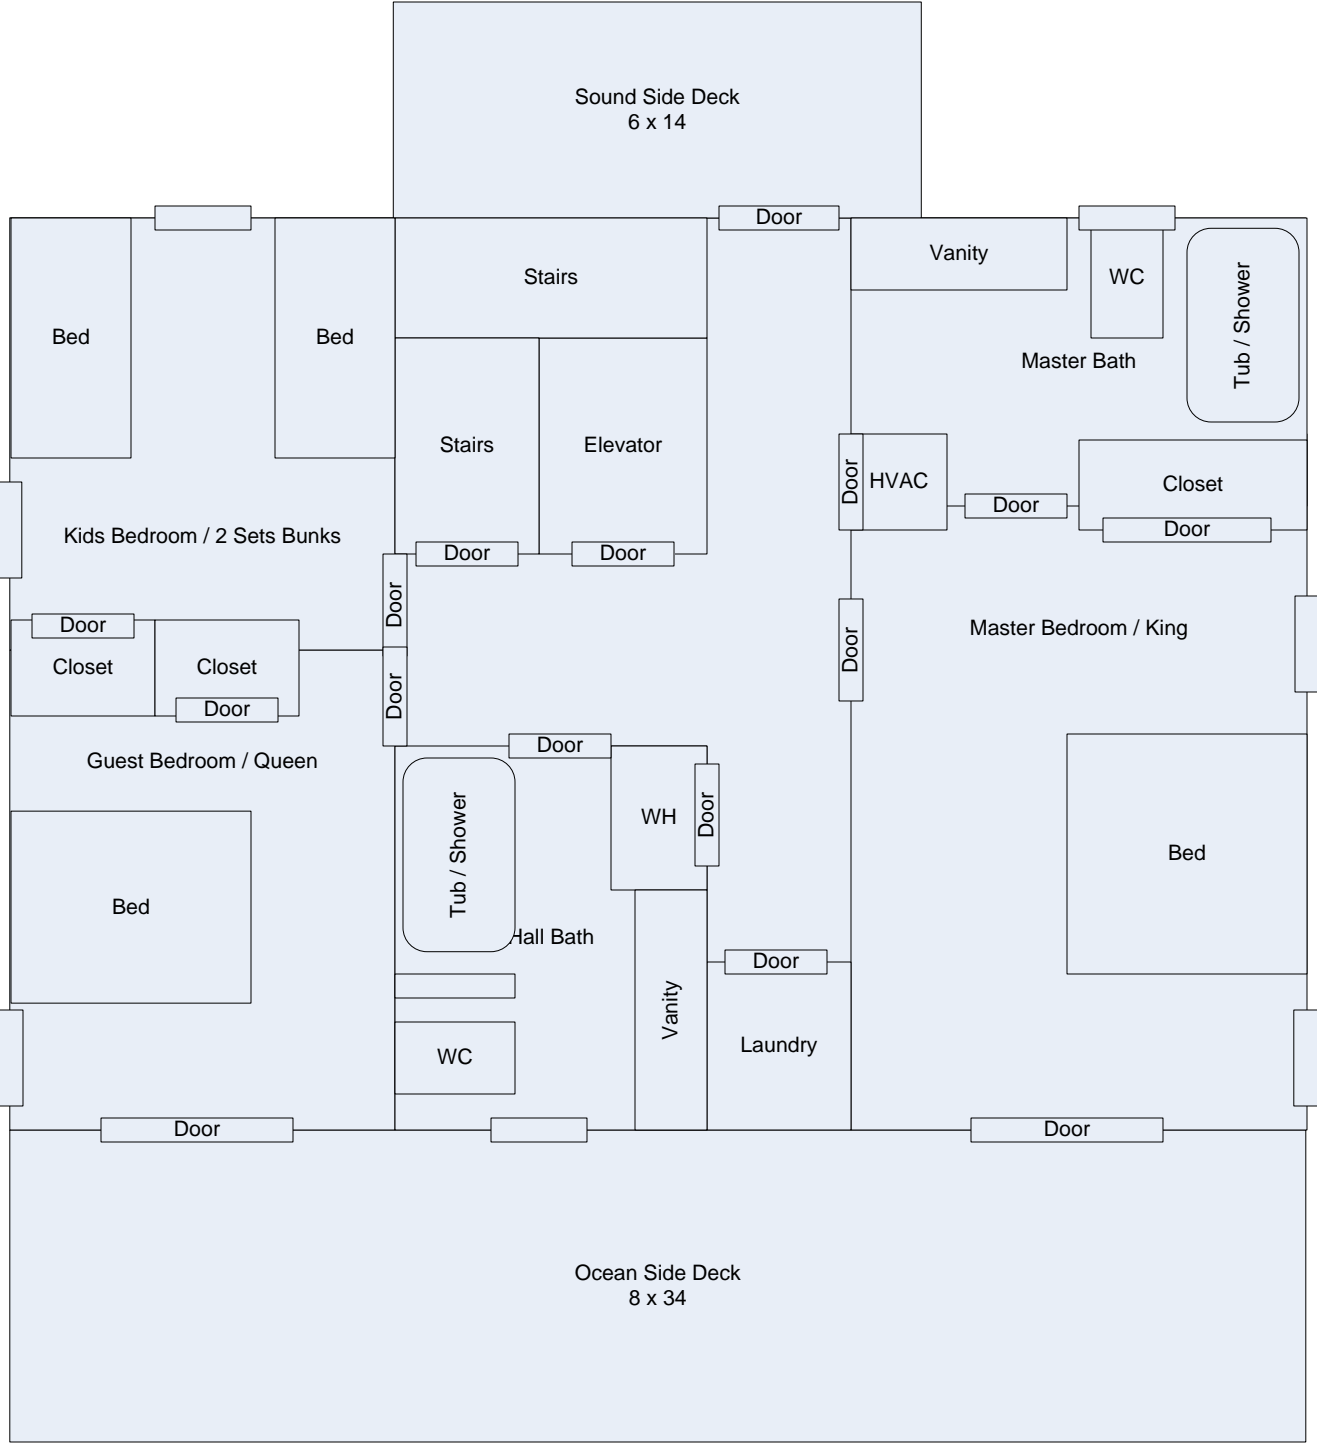 Sound Side Deck
6 x 14
Door
Stairs
Vanity
WC
Tub / Shower
Bed
Bed
Master Bath
Stairs
Elevator
Door
HVAC
Closet
Door
Door
Kids Bedroom / 2 Sets Bunks
Door
Door
Door
Door
Closet
Closet
Door
Master Bedroom / King
Door
Door
Guest Bedroom / Queen
Door
Tub / Shower
WH
Door
Bed
Bed
Hall Bath
Door
Vanity
WC
Laundry
Door
Door
Ocean Side Deck
8 x 34